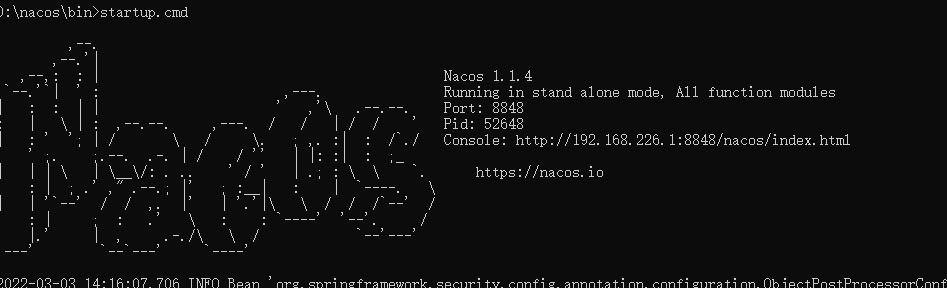 :\nacos\bin>startup.cmd
Nacos 1.1.4
Running in stand alone mode, All function modules
Port: 8848
Pid: 52648
Console: http://192.168.226.1:8848/nacos/index.html
https://nacos.io
2022-03-03 14:16:07.706 INFO Bean 'org.springframework.security.config.annotation.configuration.ObjectPostProcessorCon